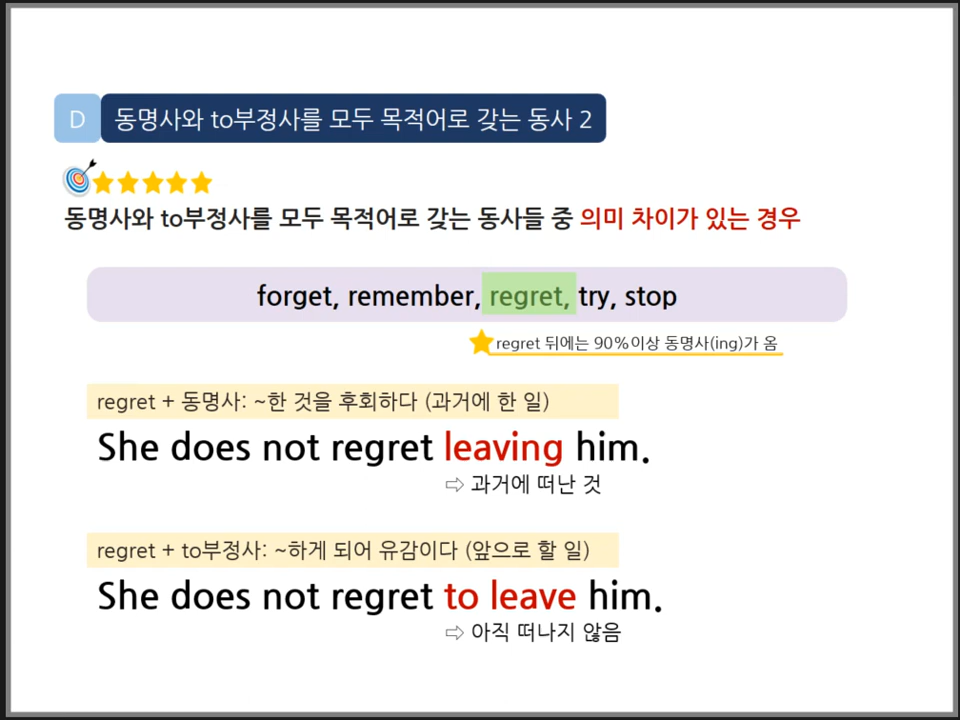 D 동명사와 to부정사를 모두 목적어로 갖는 동사 2
동명사와 to부정사를 모두 목적어로 갖는 동사들 중 의미 차이가 있는 경우
forget, remember, regret, try, stop
regret 뒤에는 90%이상 동명사(ing)가 옴
regret + 동명사: ~한 것을 후회하다 (과거에 한 일)
She does not regret leaving him.
⇨ 과거에 떠난 것
regret + to부정사: ~하게 되어 유감이다 (앞으로 할 일)
She does not regret to leave him.
⇨ 아직 떠나지 않음